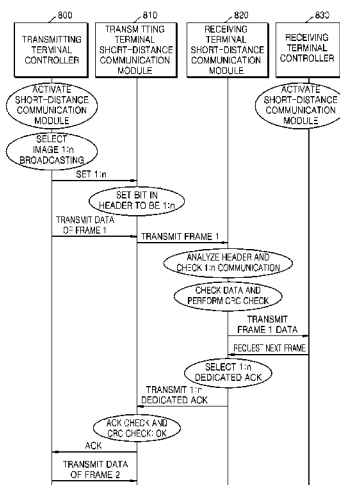 800
810
820
830
TRANSMITTING
TERMINAL
CONTROLLER
TRANSMITTING
TERMINAL
SHORT-DISTANCE
COMMUNICATION
MODULE
RECEIVING
TERMINAL
SHORT-DISTANCE
COMMUNICATION
MODULE
RECEIVING
TERMINAL
CONTROLLER
ACTIVATE
SHORT-DISTANCE
COMMUNICATION
MODULE
ACTIVATE
SHORT-DISTANCE
COMMUNICATION
MODULE
SELECT
IMAGE 1:n
BROADCASTING
SET 1:n
SET BIT IN
HEADER TO BE 1:n
TRANSMIT DATA
OF FRAME 1
TRANSMIT FRAME 1
ANALYZE HEADER AND
CHECK 1:n COMMUNICATION
CHECK DATA AND
PERFORM CRC CHECK
TRANSMIT
FRAME 1 DATA
REQUEST NEXT FRAME
SELECT 1:n
DEDICATED ACK
TRANSMIT 1:n
DEDICATED ACK
ACK CHECK AND
CRC CHECK: OK
ACK
TRANSMIT DATA
OF FRAME 2